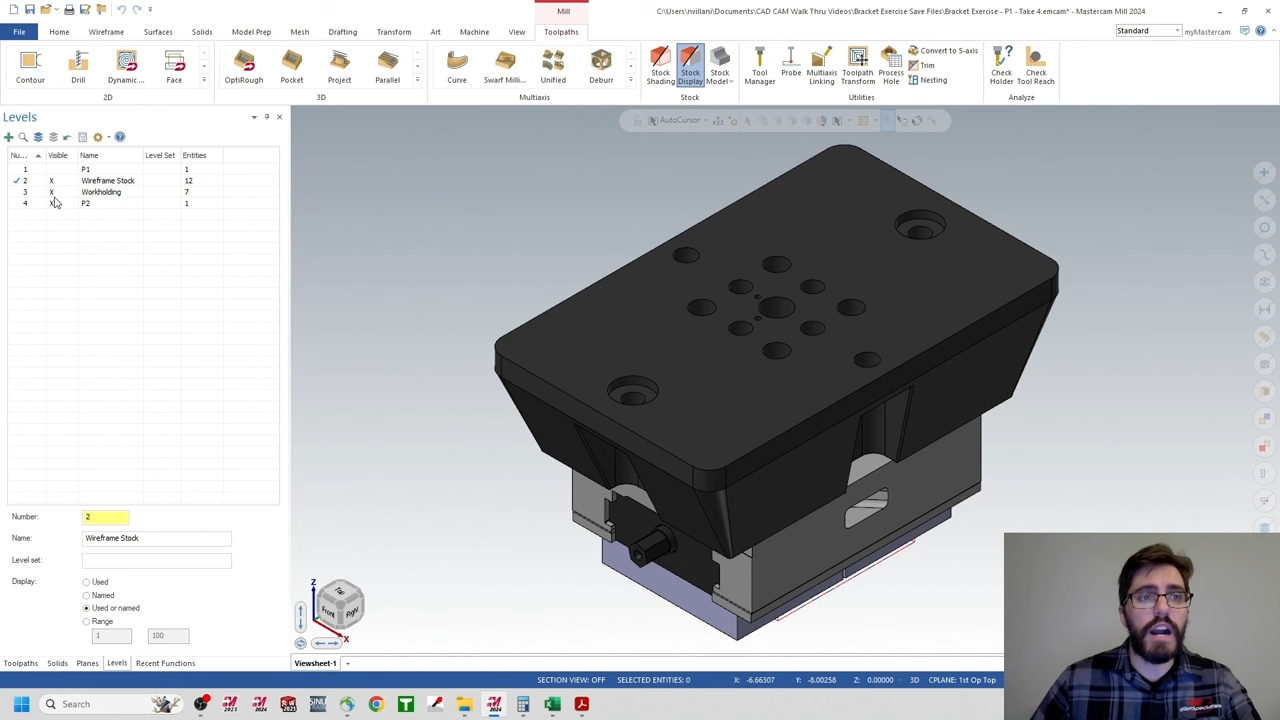 Mill
C:\Users\nvillani\Documents\CAD CAM Walk Thru Videos\Bracket Exercise Save Files\Bracket Exercise - P1 - Take 4.emcam* - Mastercam Mill 2024
File Home Wireframe Surfaces Solids Model Prep Mesh Drafting Transform Art Machine View Toolpaths
Standard myMastercam
Contour Drill Dynamic ... Face
OptiRough Pocket Project Parallel
Curve Swarf Milli... Unified Deburr
Stock Shading Stock Display Stock Model
Tool Manager Probe Multiaxis Linking Toolpath Transform Process Hole
Convert to 5-axis
Trim
Nesting
Check Holder Check Tool Reach
2D 3D Multiaxis Stock Utilities Analyze
Levels
AutoCursor
Nu... Visible Name Level Set Entities
1 P1 1
2 X Wireframe Stock 12
3 X Workholding 7
4 X P2 1
Number: 2
Name: Wireframe Stock
Level set:
Display: Used
Named
Used or named
Range
1 100
Z
Top
Front Right
X
Toolpaths Solids Planes Levels Recent Functions
Viewsheet-1 +
SECTION VIEW: OFF SELECTED ENTITIES: 0 X: -6.66307 Y: -8.00258 Z: 0.00000 3D CPLANE: 1st Op Top
Search